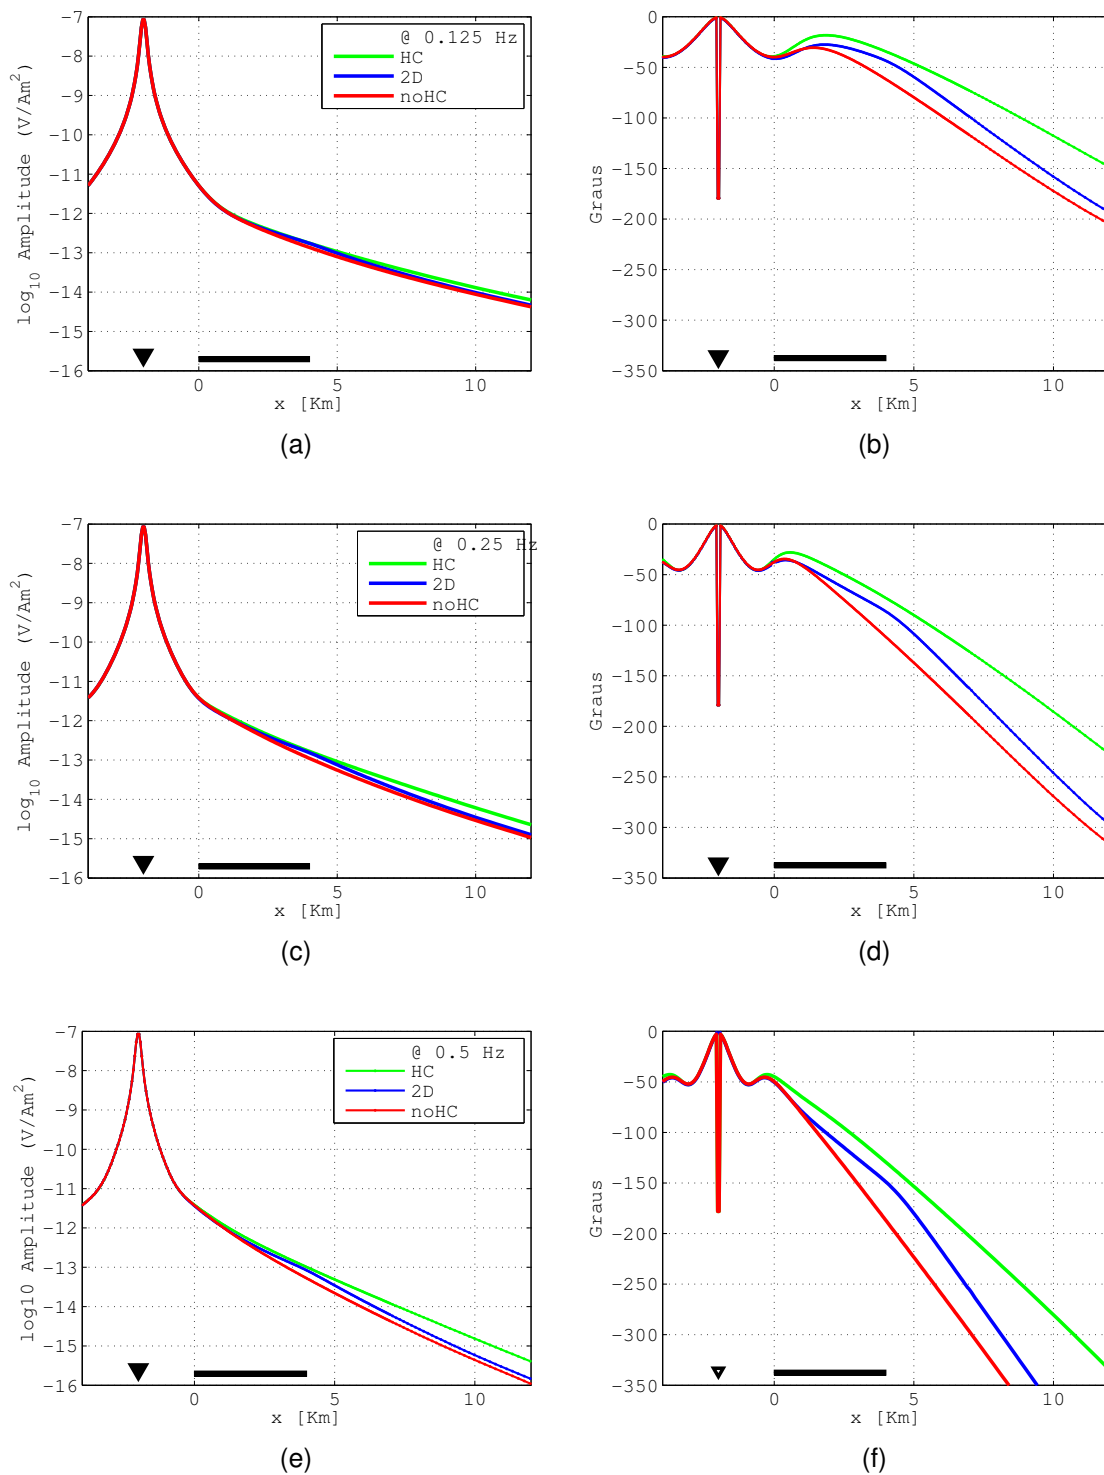 −7
−8
−9
−10
−11
−12
−13
−14
−15
−16
log10 Amplitude (V/Am2)
@ 0.125 Hz
HC
2D
noHC
0
5
10
x [Km]
(a)
0
−50
−100
−150
−200
−250
−300
−350
Graus
0
5
10
x [Km]
(b)
−7
−8
−9
−10
−11
−12
−13
−14
−15
−16
log10 Amplitude (V/Am2)
@ 0.25 Hz
HC
2D
noHC
0
5
10
x [Km]
(c)
0
−50
−100
−150
−200
−250
−300
−350
Graus
0
5
10
x [Km]
(d)
−7
−8
−9
−10
−11
−12
−13
−14
−15
−16
log10 Amplitude (V/Am2)
@ 0.5 Hz
HC
2D
noHC
0
5
10
x [Km]
(e)
0
−50
−100
−150
−200
−250
−300
−350
Graus
0
5
10
x [Km]
(f)